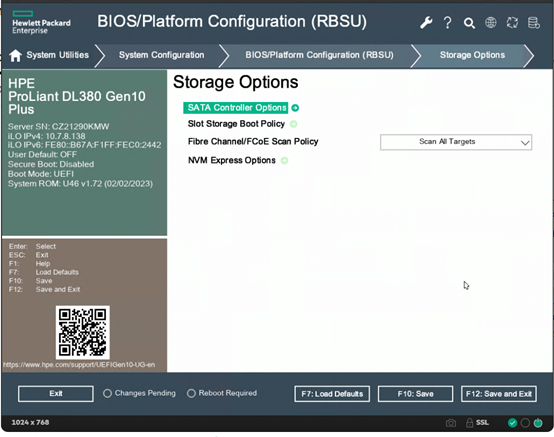 Hewlett Packard
Enterprise
BIOS/Platform Configuration (RBSU)
System Utilities
System Configuration
BIOS/Platform Configuration (RBSU)
Storage Options
HPE
ProLiant DL380 Gen10
Plus
Server SN: CZ21290KMW
iLO IPv4: 10.7.8.138
iLO IPv6: FE80::B67A:F1FF:FEC0:2442
User Default: OFF
Secure Boot: Disabled
Boot Mode: UEFI
System ROM: U46 v1.72 (02/02/2023)
Enter: Select
ESC: Exit
F1: Help
F7: Load Defaults
F10: Save
F12: Save and Exit
https://www.hpe.com/support/UEFIGen10-UG-en
Storage Options
SATA Controller Options
Slot Storage Boot Policy
Fibre Channel/FCoE Scan Policy
Scan All Targets
NVM Express Options
Exit
Changes Pending
Reboot Required
F7: Load Defaults
F10: Save
F12: Save and Exit
1024 x 768
SSL